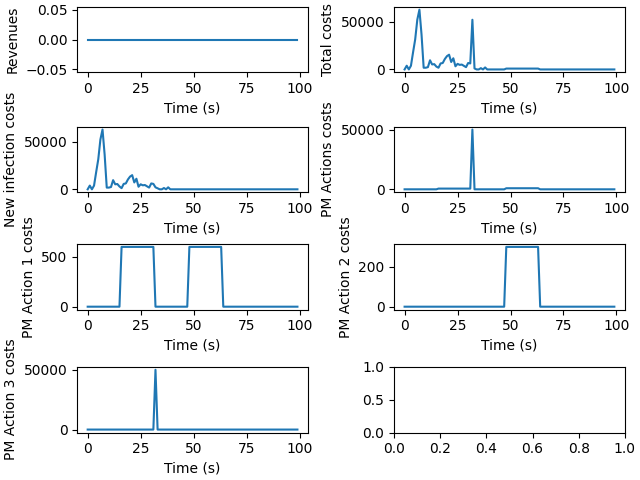 Revenues
0.05
0.00
−0.05
0 25 50 75 100
Time (s)
Total costs
50000
0
0 25 50 75 100
Time (s)
New infection costs
50000
0
0 25 50 75 100
Time (s)
PM Actions costs
50000
0
0 25 50 75 100
Time (s)
PM Action 1 costs
500
0
0 25 50 75 100
Time (s)
PM Action 2 costs
200
0
0 25 50 75 100
Time (s)
PM Action 3 costs
50000
0
0 25 50 75 100
Time (s)
1.0
0.5
0.0
0.0 0.2 0.4 0.6 0.8 1.0